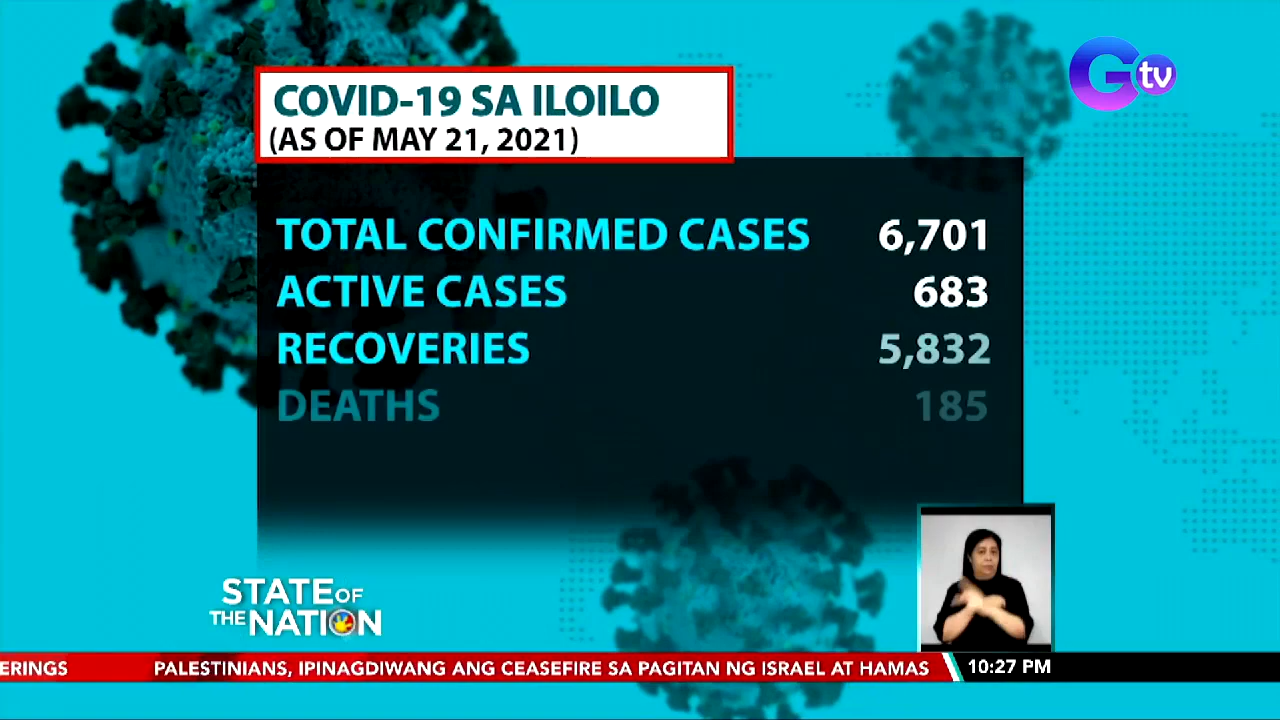 Gtv
COVID-19 SA ILOILO
(AS OF MAY 21, 2021)
TOTAL CONFIRMED CASES 6,701
ACTIVE CASES 683
RECOVERIES 5,832
DEATHS 185
STATE OF
THE NATION
ERINGS PALESTINIANS, IPINAGDIWANG ANG CEASEFIRE SA PAGITAN NG ISRAEL AT HAMAS 10:27 PM